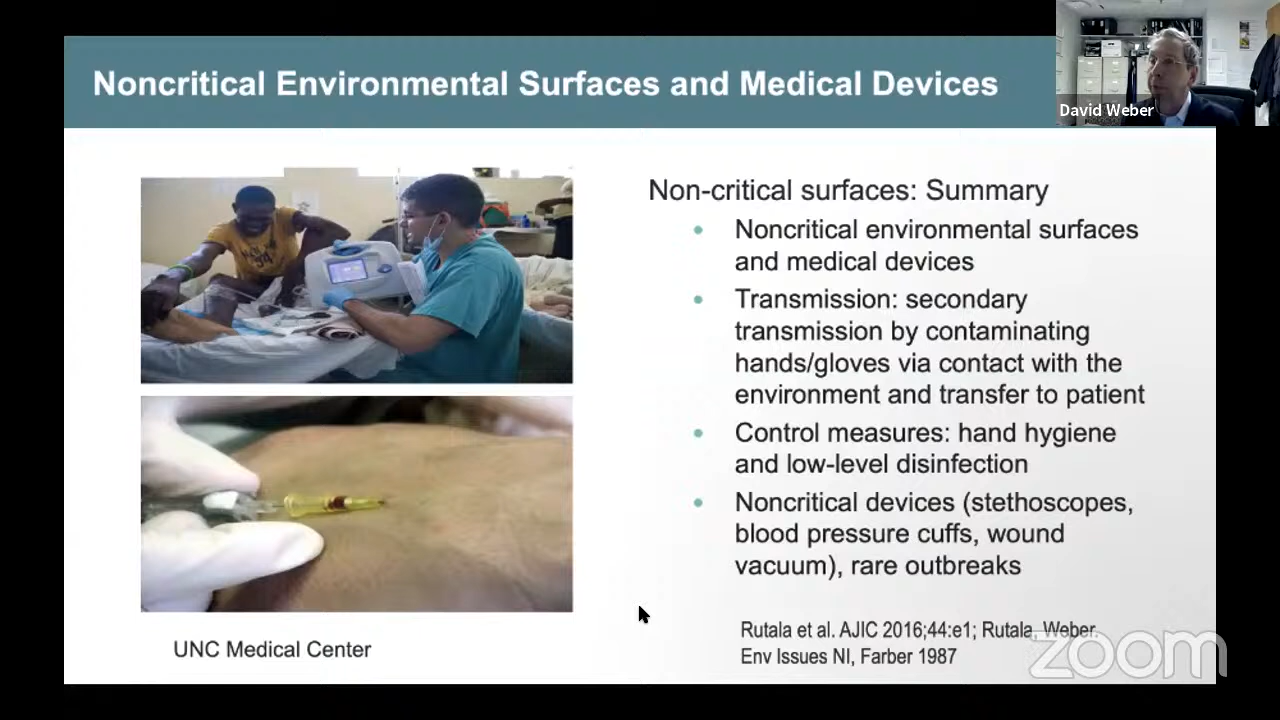 Noncritical Environmental Surfaces and Medical Devices
David Weber
Non-critical surfaces: Summary
• Noncritical environmental surfaces
and medical devices
• Transmission: secondary
transmission by contaminating
hands/gloves via contact with the
environment and transfer to patient
• Control measures: hand hygiene
and low-level disinfection
• Noncritical devices (stethoscopes,
blood pressure cuffs, wound
vacuum), rare outbreaks
UNC Medical Center
Rutala et al. AJIC 2016;44:e1; Rutala, Weber.
Env Issues NI, Farber 1987
zoom